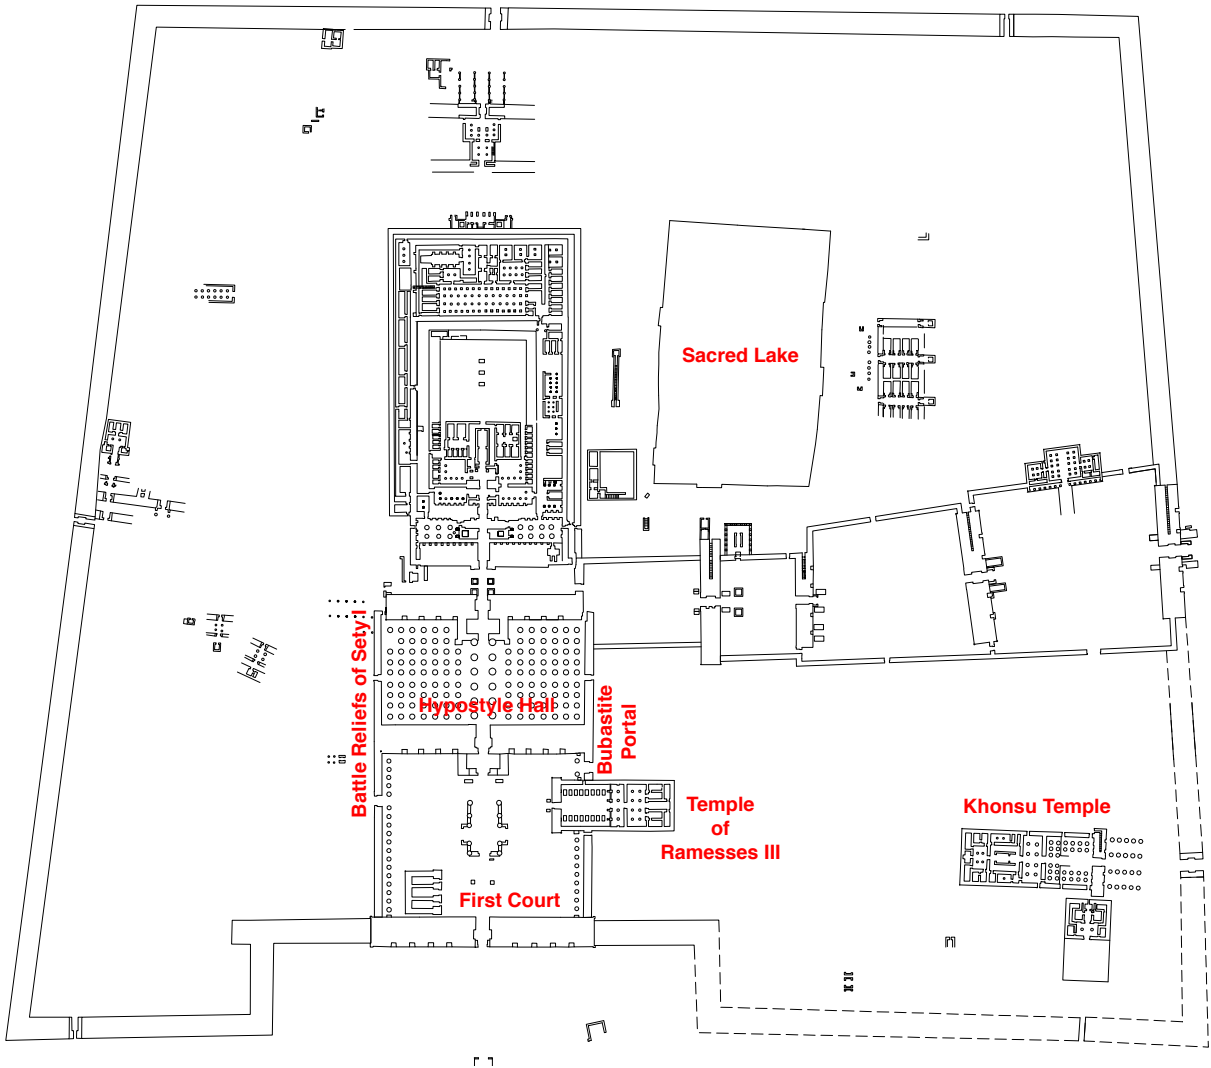 Sacred Lake
Battle Reliefs of Sety I
Hypostyle Hall
Bubastite
Portal
Temple
of
Ramesses III
Khonsu Temple
First Court